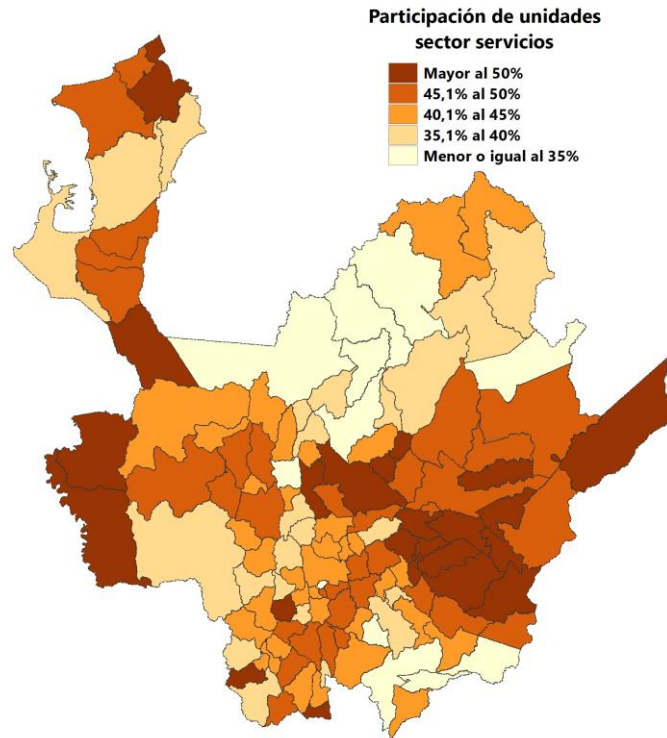 Participación de unidades
sector servicios
Mayor al 50%
45,1% al 50%
40,1% al 45%
35,1% al 40%
Menor o igual al 35%